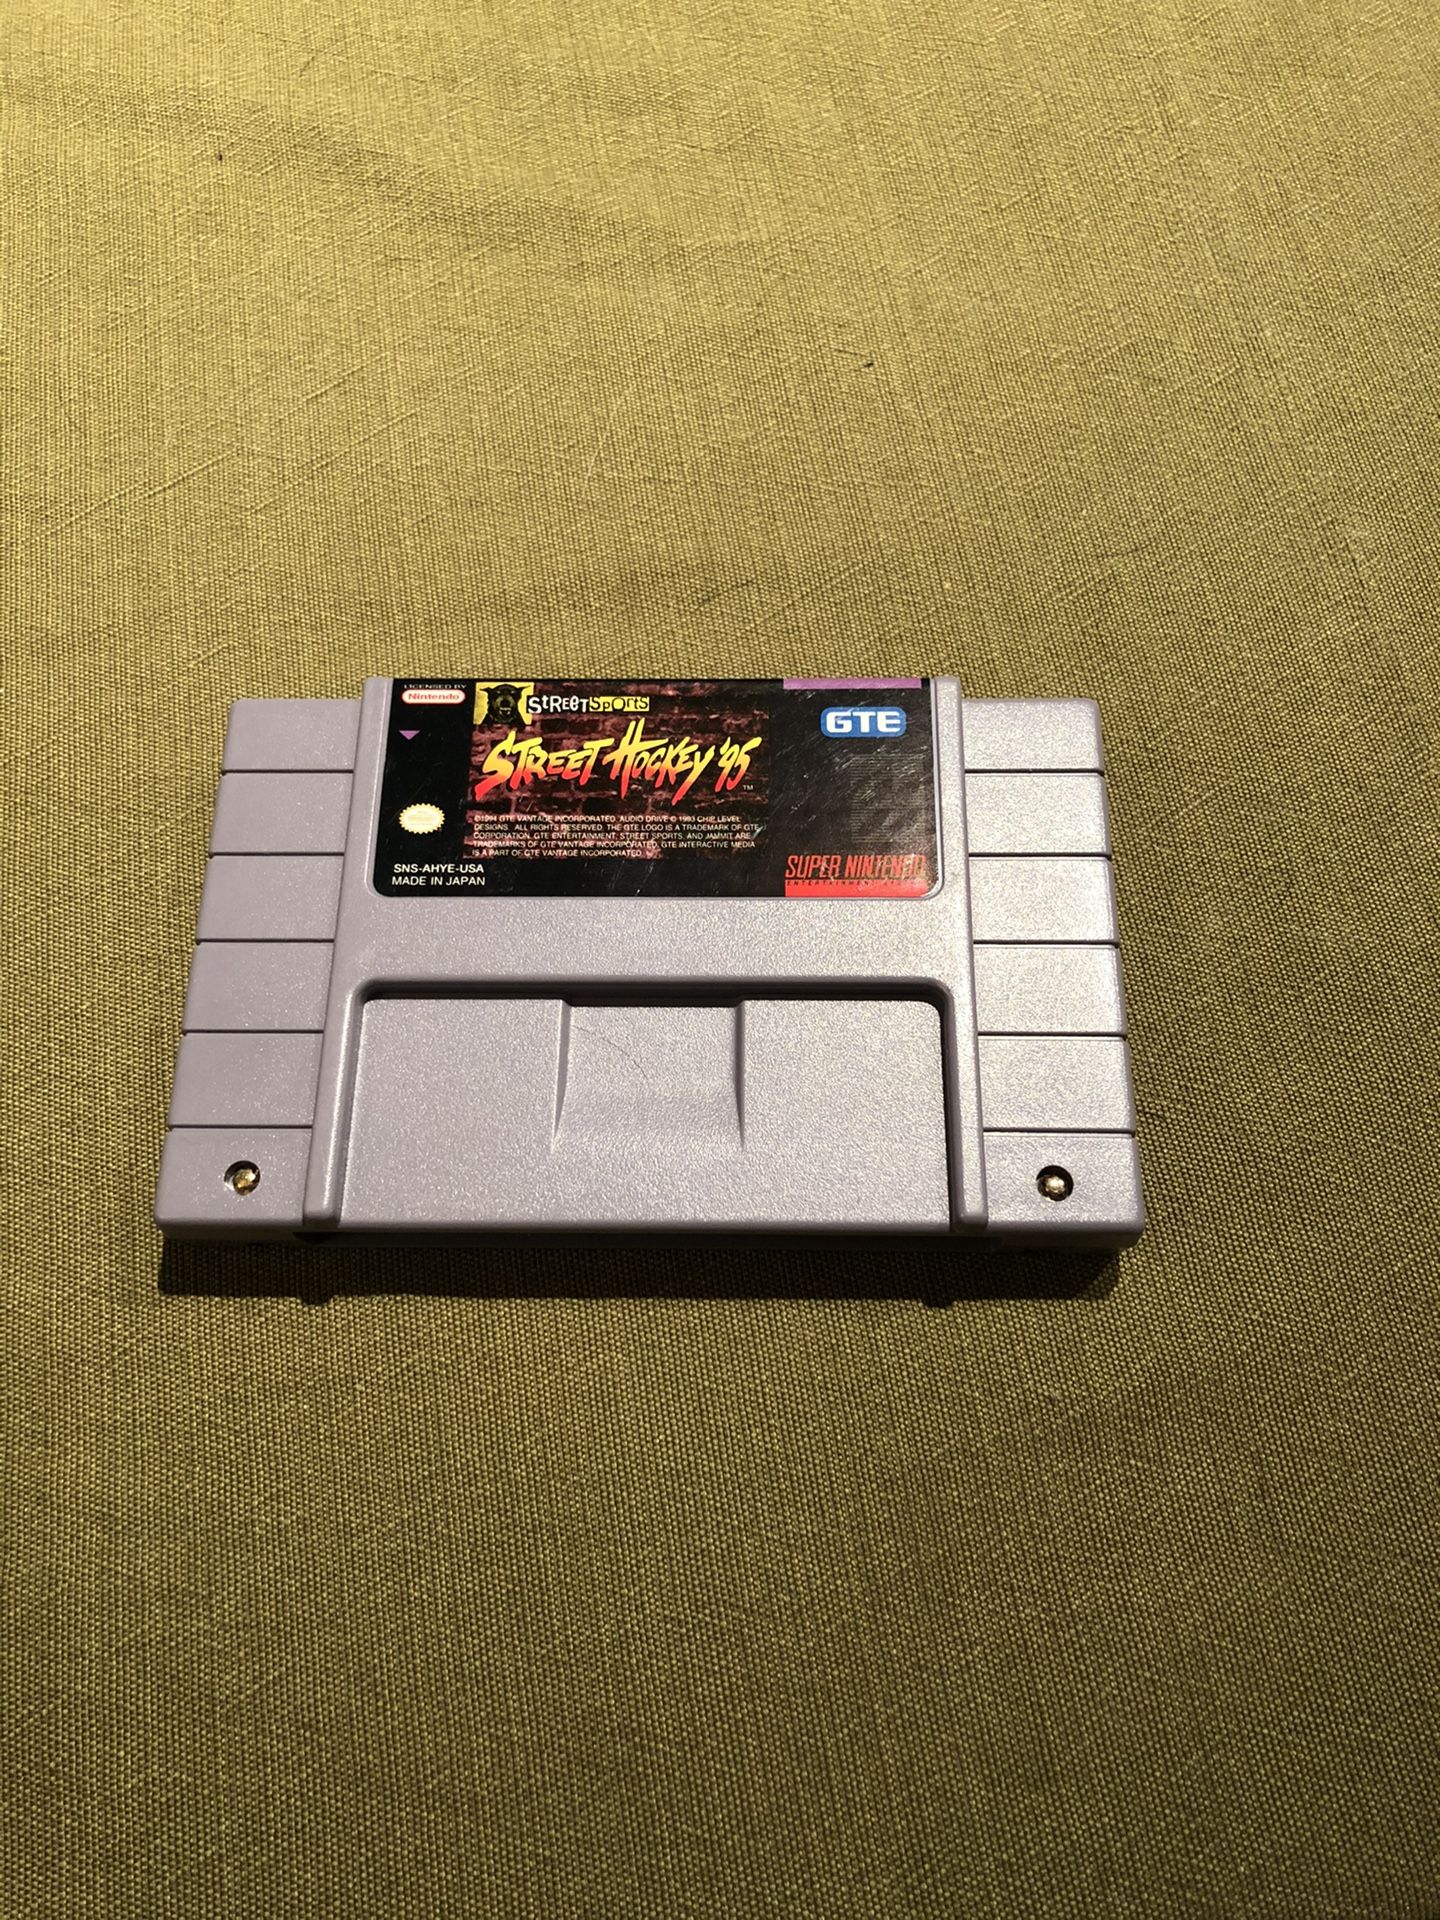 LICENSED BY
Nintendo
STREETSpORtS
STREET HOCKEY '95
TM
GTE
©1994 GTE VANTAGE INCORPORATED. AUDIO DRIVE © 1993 CHIP LEVEL
DESIGNS. ALL RIGHTS RESERVED. THE GTE LOGO IS A TRADEMARK OF GTE
CORPORATION. GTE ENTERTAINMENT, STREET SPORTS, AND JAMMIT ARE
TRADEMARKS OF GTE VANTAGE INCORPORATED. GTE INTERACTIVE MEDIA
IS A PART OF GTE VANTAGE INCORPORATED.
SNS-AHYE-USA
MADE IN JAPAN
SUPER NINTENDO
ENTERTAINMENT SYSTEM